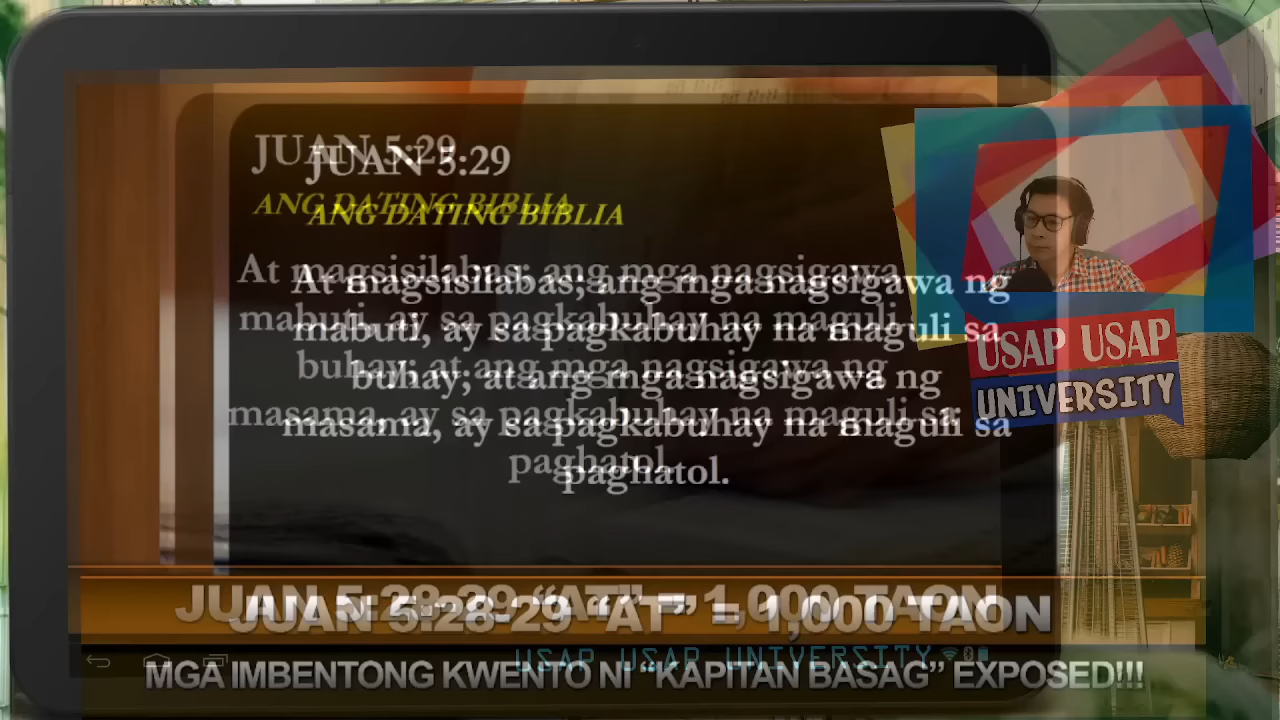 JUAN 5:29
ANG DATING BIBLIA
At magsisilabas; ang mga nagsigawa ng
mabuti, ay sa pagkabuhay na maguli sa
buhay; at ang mga nagsigawa ng
masama, ay sa pagkabuhay na maguli sa
paghatol.
USAP USAP
UNIVERSITY
JUAN 5:28-29 “AT” = 1,000 TAON
USAP USAP UNIVERSITY
MGA IMBENTONG KWENTO NI “KAPITAN BASAG” EXPOSED!!!